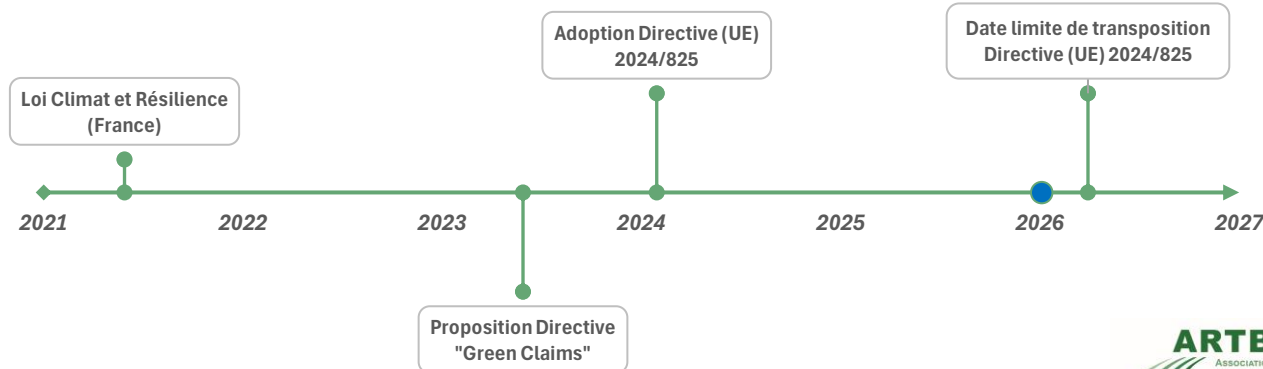 Adoption Directive (UE)
2024/825
Date limite de transposition
Directive (UE) 2024/825
Loi Climat et Résilience
(France)
2021
2022
2023
2024
2025
2026
2027
Proposition Directive
"Green Claims"